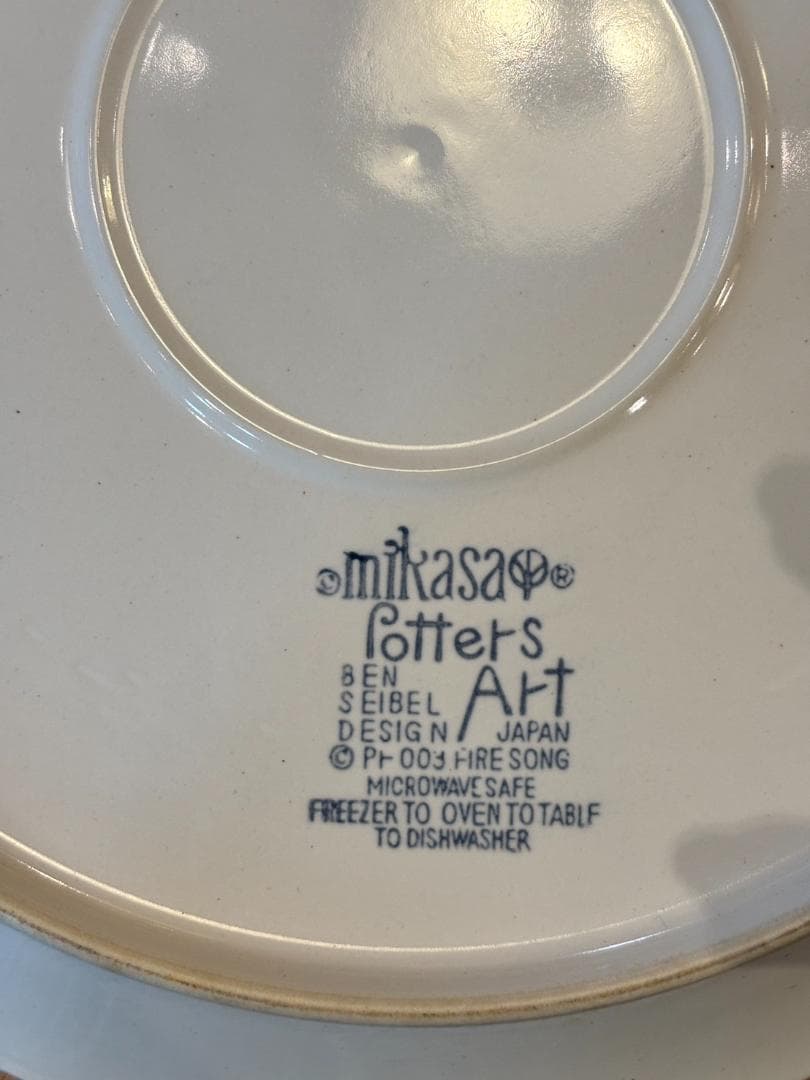 © mikasa ®
Potters
BEN
SEIBEL Art
DESIGN JAPAN
© PF 003 FIRE SONG
MICROWAVE SAFE
FREEZER TO OVEN TO TABLE
TO DISHWASHER